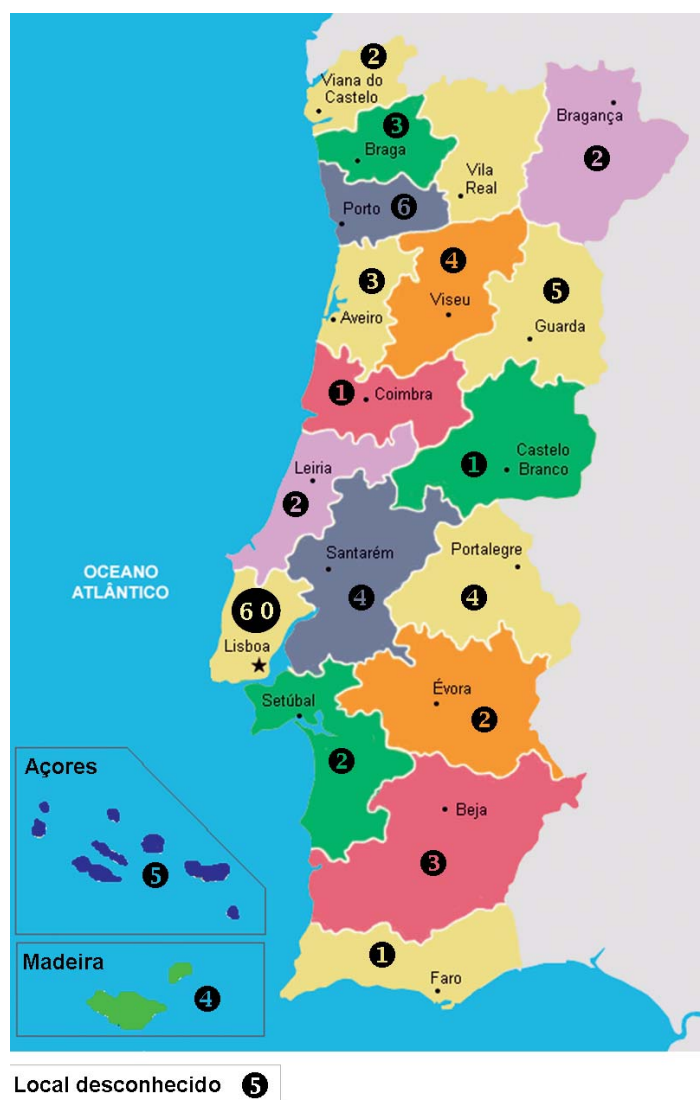 2
Viana do
Castelo
3
Braga
Bragança
2
Vila
Real
Porto
6
3
Aveiro
4
Viseu
5
Guarda
1
Coimbra
Castelo
Branco
1
Leiria
2
Santarém
4
Portalegre
4
OCEANO
ATLÂNTICO
60
Lisboa
Setúbal
2
Évora
2
Beja
3
Açores
5
Madeira
4
1
Faro
Local desconhecido 5